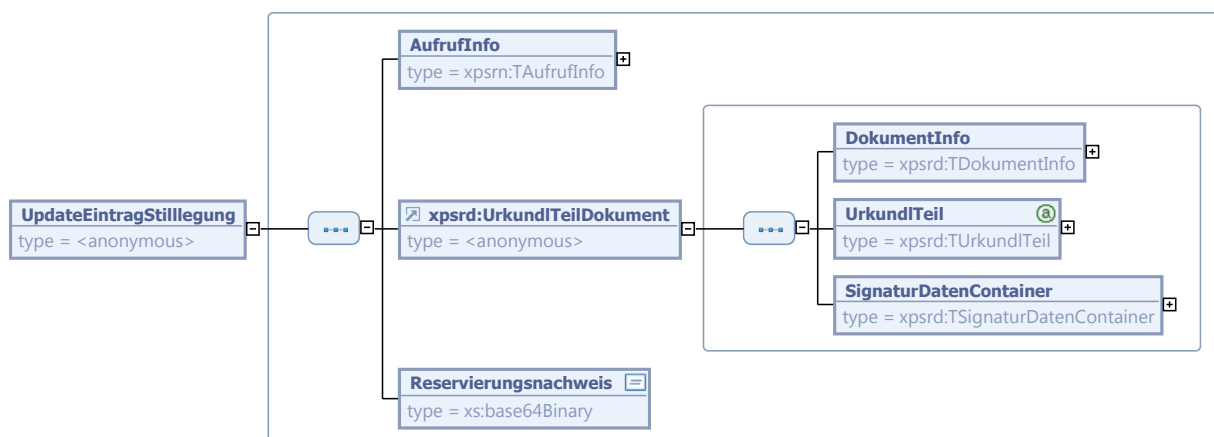 AufrufInfo
type = xpsrn:TAufrufInfo
DokumentInfo
type = xpsrd:TDokumentInfo
UpdateEintragStilllegung
type = <anonymous>
xpsrd:UrkundlTeilDokument
type = <anonymous>
UrkundlTeil
type = xpsrd:TUrkundlTeil
SignaturDatenContainer
type = xpsrd:TSignaturDatenContainer
Reservierungsnachweis
type = xs:base64Binary